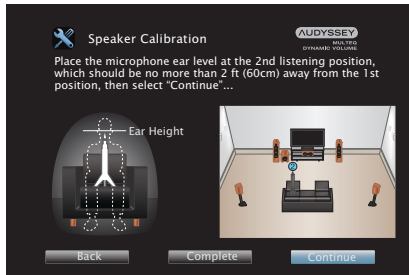 Speaker Calibration
AUDYSSEY
MULTEQ
DYNAMIC VOLUME
Place the microphone ear level at the 2nd listening position,
which should be no more than 2 ft (60cm) away from the 1st
position, then select “Continue”...
Ear Height
2
Back
Complete
Continue